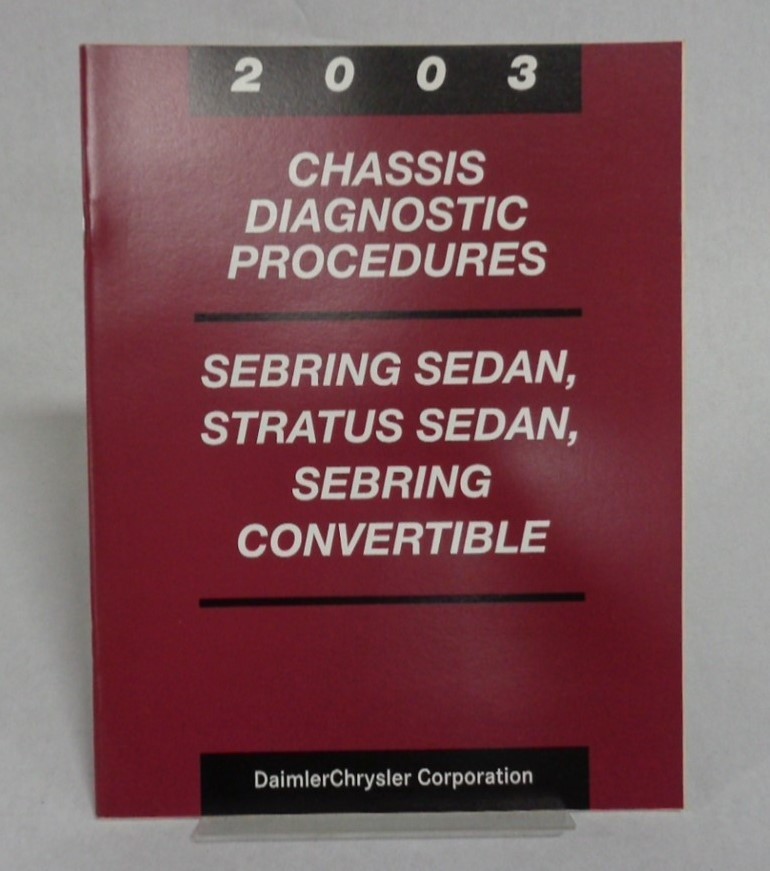 2 0 0 3
CHASSIS
DIAGNOSTIC
PROCEDURES
SEBRING SEDAN,
STRATUS SEDAN,
SEBRING
CONVERTIBLE
DaimlerChrysler Corporation